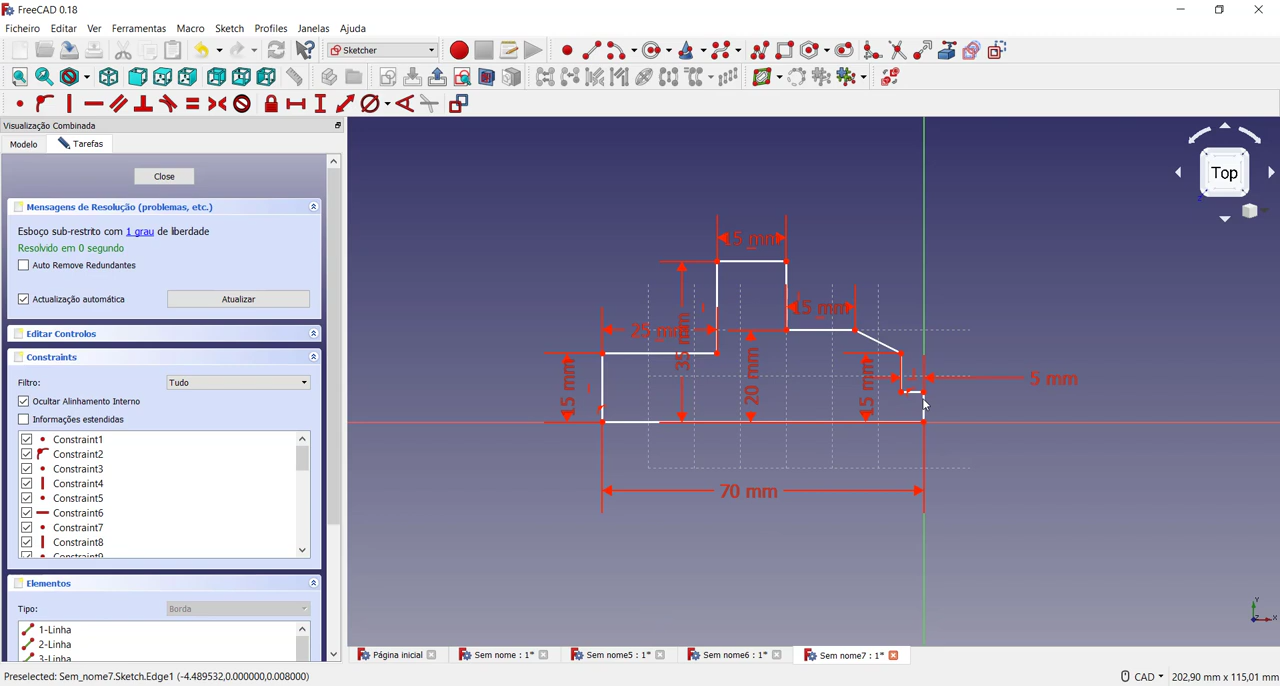 FreeCAD 0.18
Ficheiro Editar Ver Ferramentas Macro Sketch Profiles Janelas Ajuda
Sketcher
Visualização Combinada
Modelo Tarefas
Close
Mensagens de Resolução (problemas, etc.)
Esboço sub-restrito com 1 grau de liberdade
Resolvido em 0 segundo
Auto Remove Redundantes
Actualização automática Atualizar
Editar Controlos
Constraints
Filtro: Tudo
Ocultar Alinhamento Interno
Informações estendidas
Constraint1
Constraint2
Constraint3
Constraint4
Constraint5
Constraint6
Constraint7
Constraint8
Constraint9
Elementos
Tipo: Borda
1-Linha
2-Linha
3-Linha
Top
25 mm
35 mm
15 mm
20 mm
15 mm
5 mm
70 mm
Y
Z
X
Página inicial Sem nome : 1* Sem nome5 : 1* Sem nome6 : 1* Sem nome7 : 1*
Preselected: Sem_nome7.Sketch.Edge1 (-4.489532,0.000000,0.008000) CAD 202,90 mm x 115,01 mm